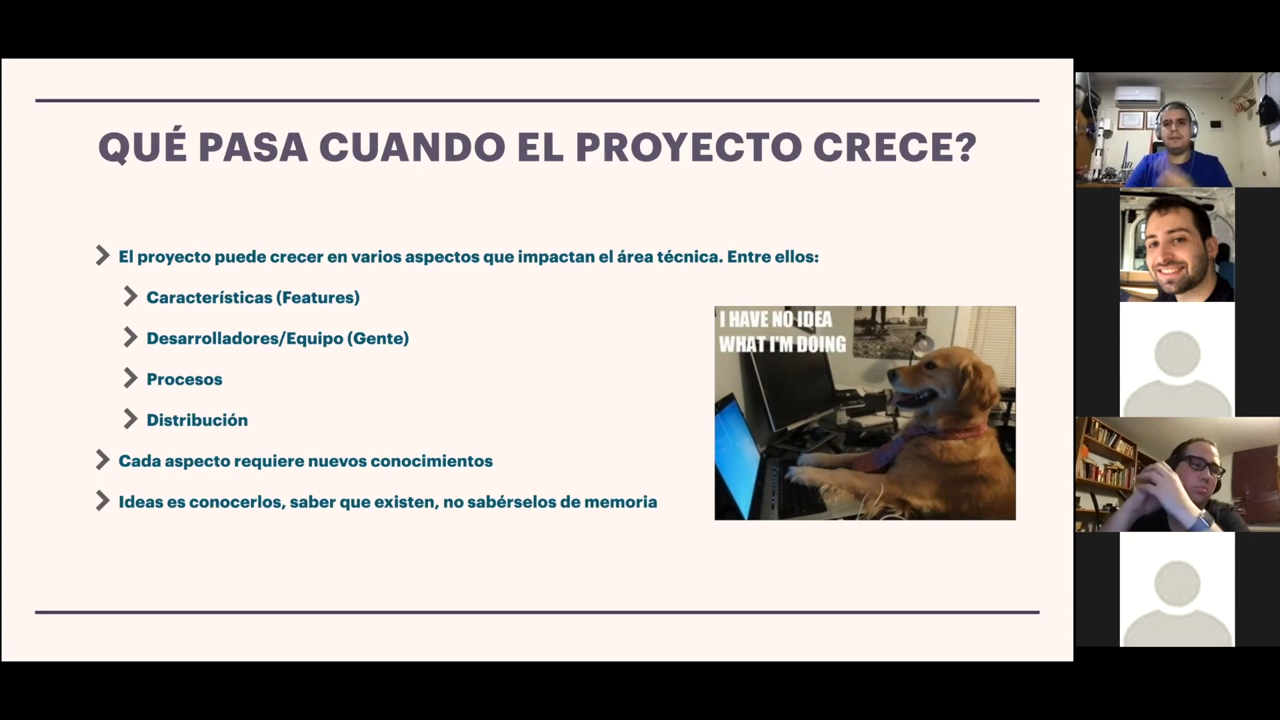 QUÉ PASA CUANDO EL PROYECTO CRECE?
El proyecto puede crecer en varios aspectos que impactan el área técnica. Entre ellos:
Características (Features)
Desarrolladores/Equipo (Gente)
Procesos
Distribución
Cada aspecto requiere nuevos conocimientos
Ideas es conocerlos, saber que existen, no sabérselos de memoria
I HAVE NO IDEA
WHAT I'M DOING